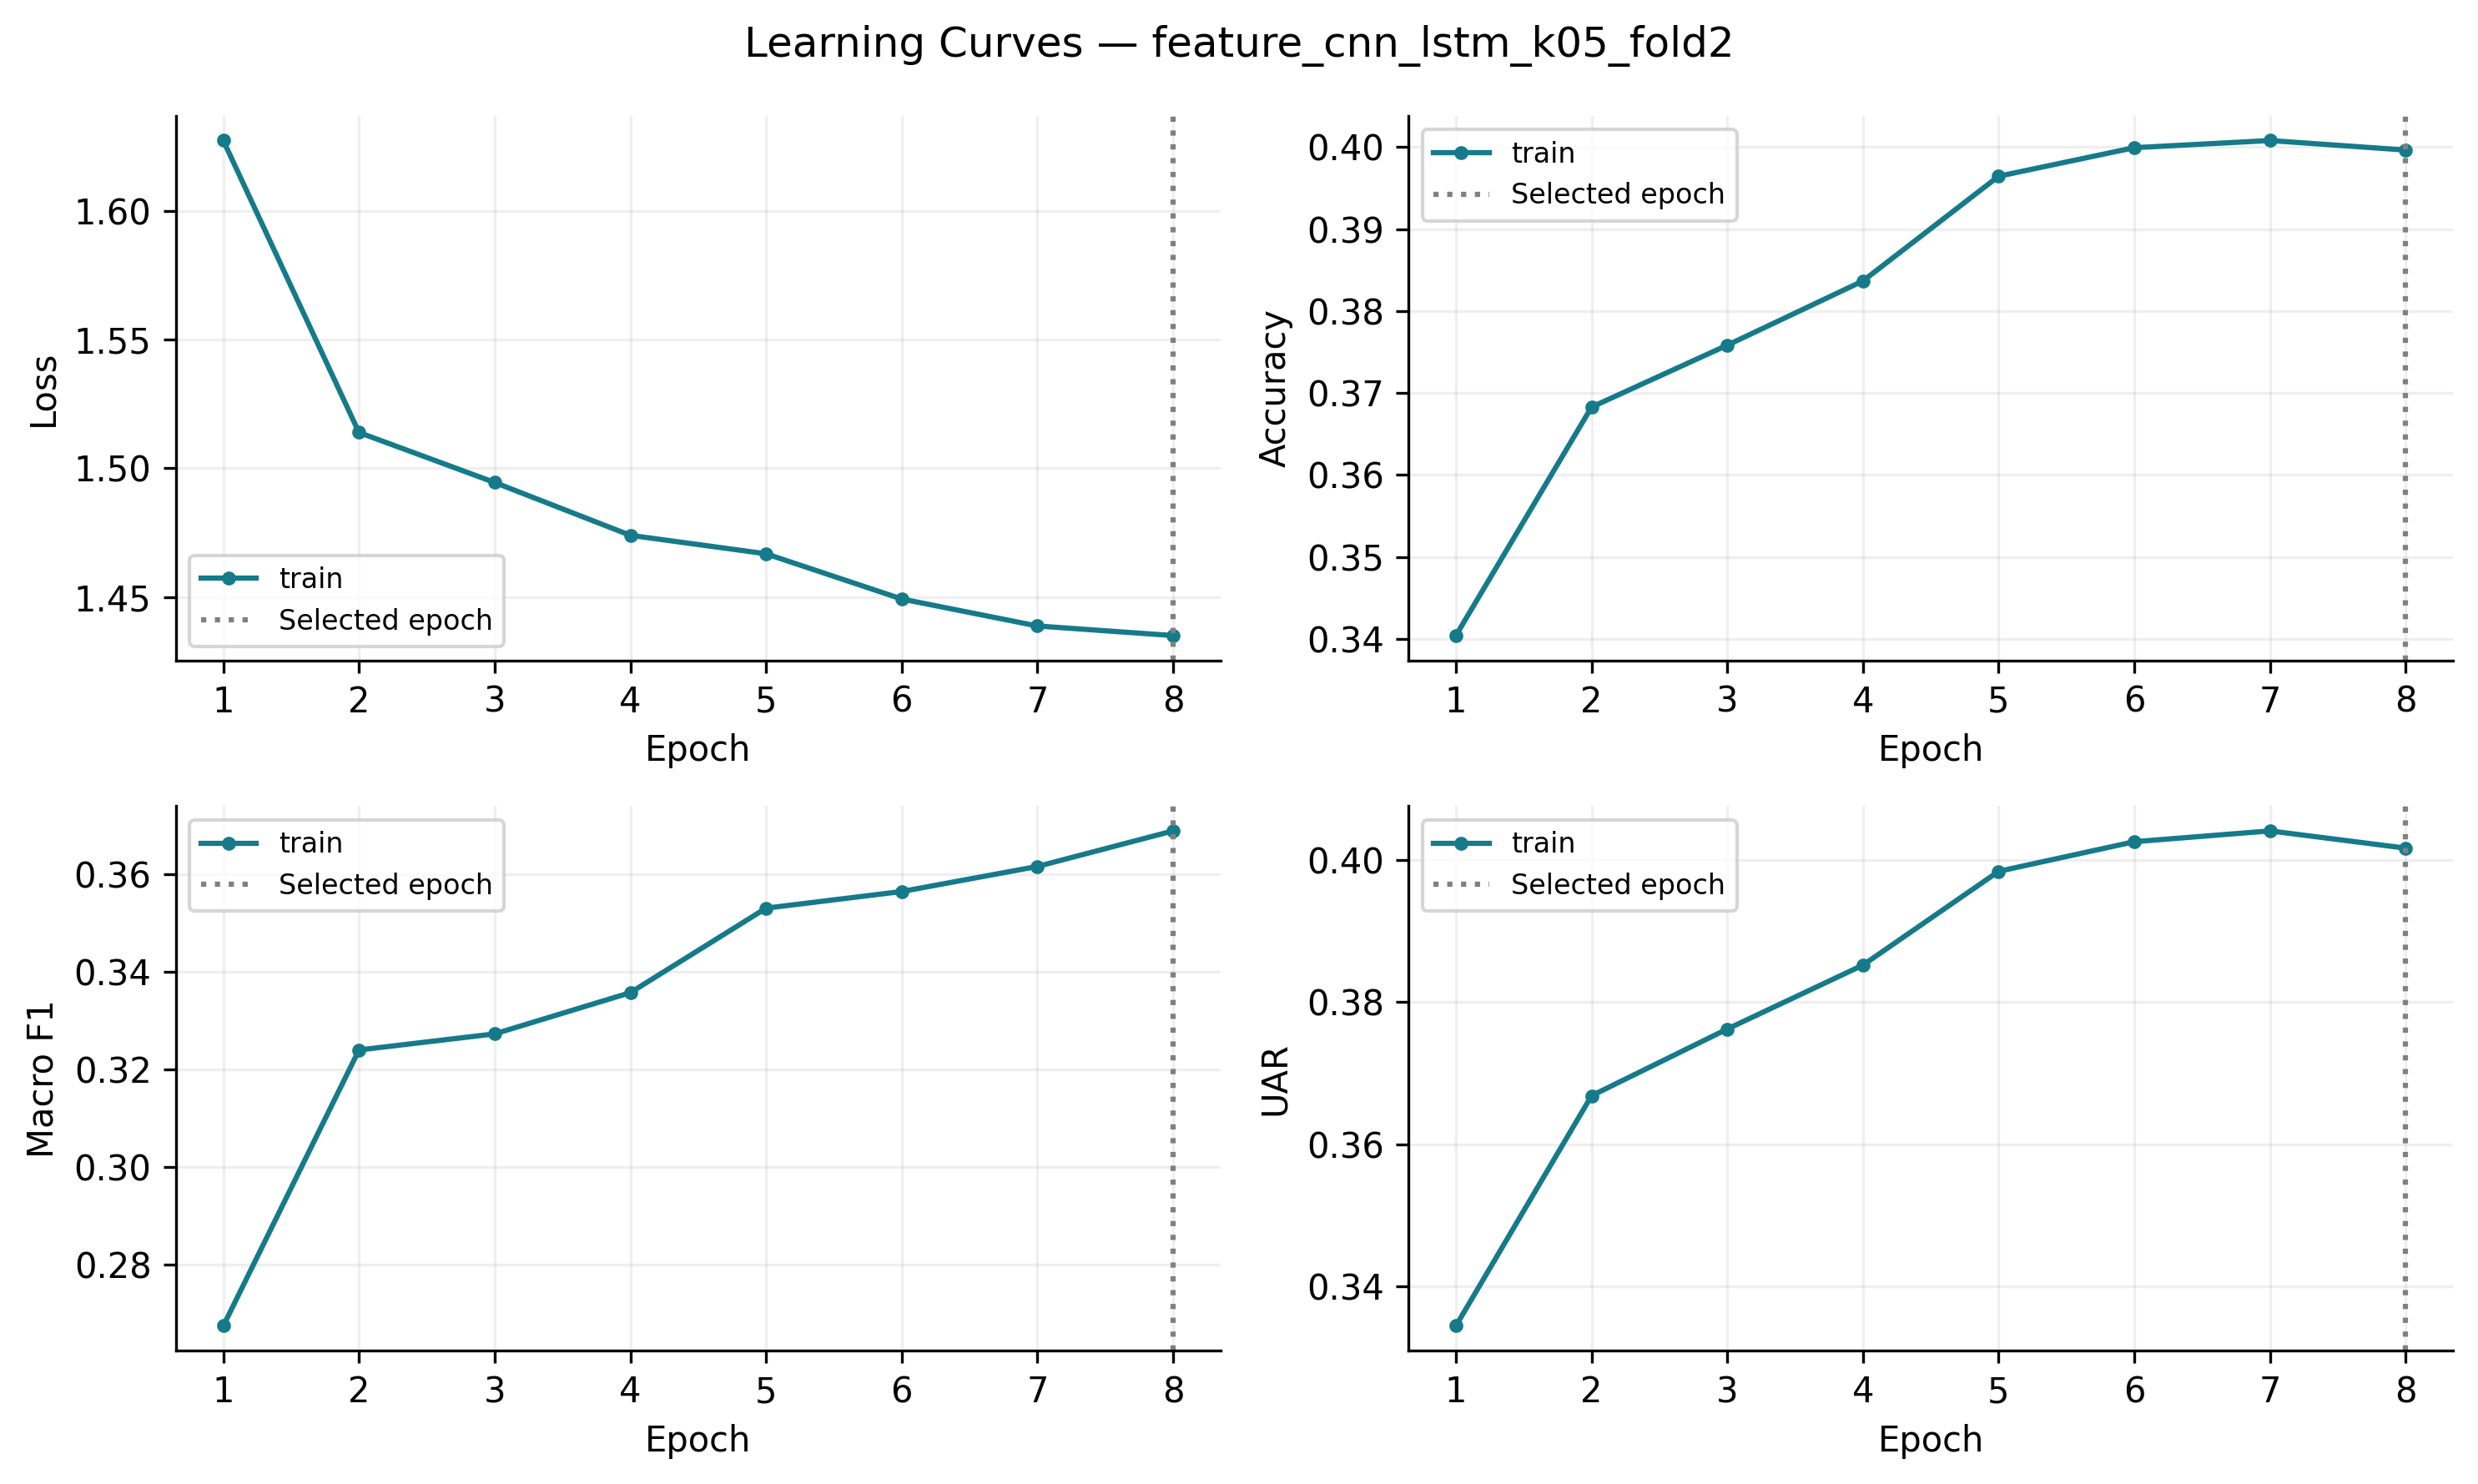 Learning Curves — feature_cnn_lstm_k05_fold2
Loss
1.60
1.55
1.50
1.45
train
Selected epoch
1 2 3 4 5 6 7 8
Epoch
Accuracy
0.40
0.39
0.38
0.37
0.36
0.35
0.34
train
Selected epoch
1 2 3 4 5 6 7 8
Epoch
Macro F1
0.36
0.34
0.32
0.30
0.28
train
Selected epoch
1 2 3 4 5 6 7 8
Epoch
UAR
0.40
0.38
0.36
0.34
train
Selected epoch
1 2 3 4 5 6 7 8
Epoch